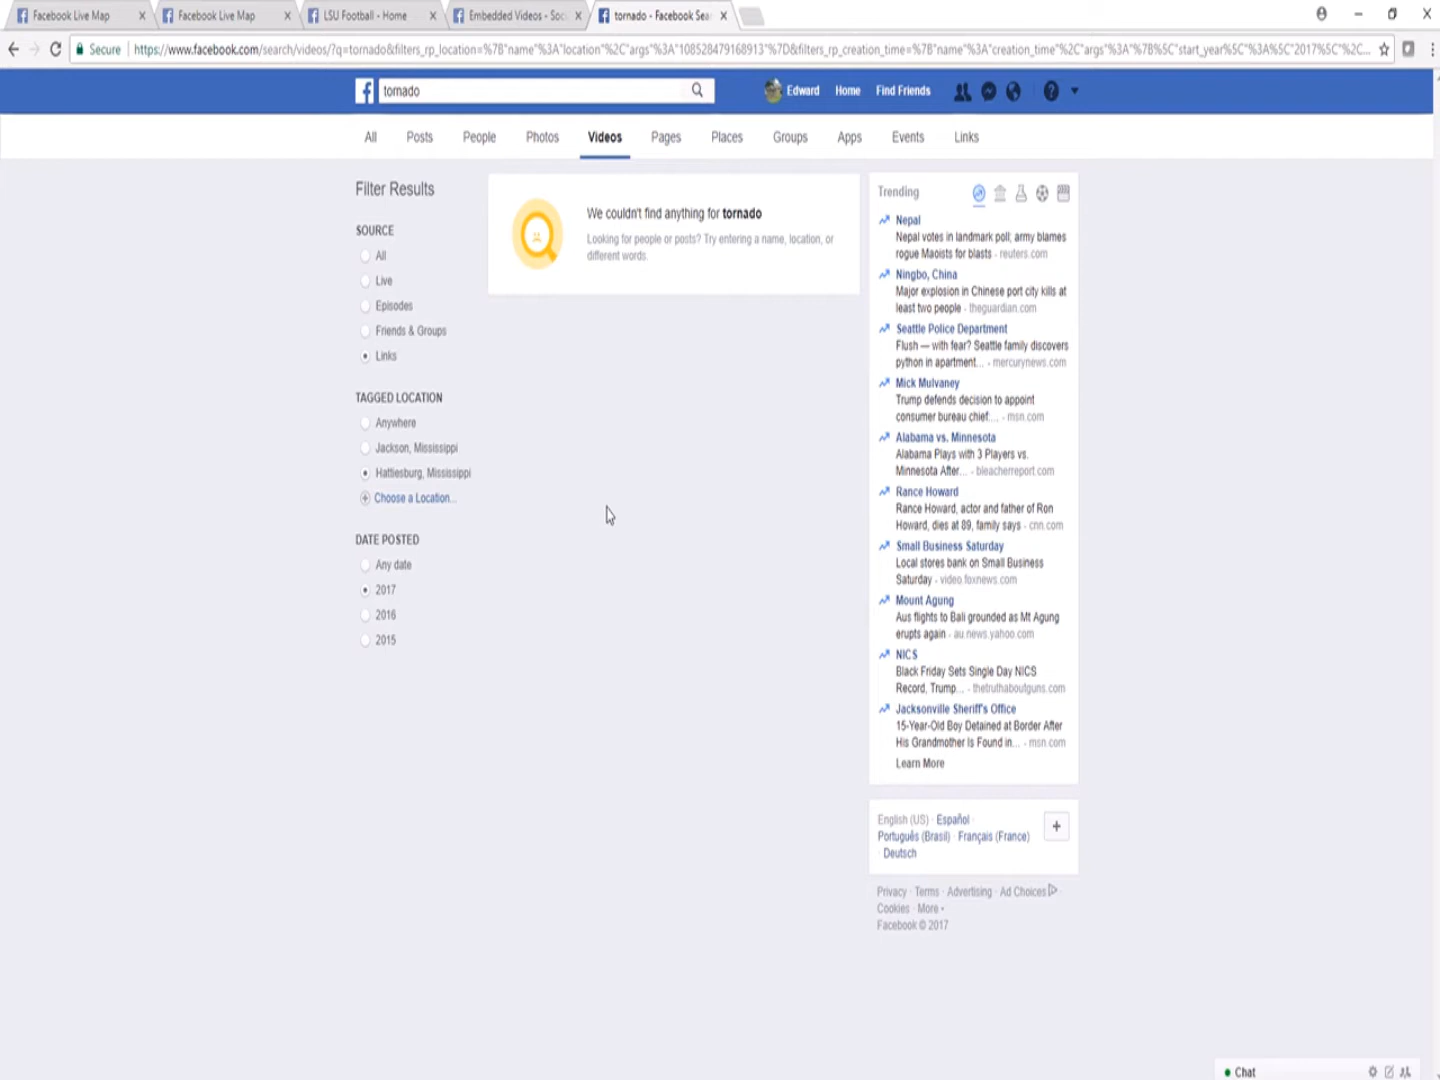 Facebook Live Map
Facebook Live Map
LSU Football - Home
Embedded Videos - Soc
tornado - Facebook Sea
Secure
https://www.facebook.com/search/videos/?q=tornado&filters_rp_location=%7B"name"%3A"location"%2C"args"%3A"108528479168913"%7D&filters_rp_creation_time=%7B"name"%3A"creation_time"%2C"args"%3A"%7B%5C"start_year%5C"%3A%5C"2017%5C"%2C...
tornado
Edward
Home
Find Friends
All
Posts
People
Photos
Videos
Pages
Places
Groups
Apps
Events
Links
Filter Results
SOURCE
All
Live
Episodes
Friends & Groups
Links
TAGGED LOCATION
Anywhere
Jackson, Mississippi
Hattiesburg, Mississippi
Choose a Location...
DATE POSTED
Any date
2017
2016
2015
We couldn't find anything for tornado
Looking for people or posts? Try entering a name, location, or
different words.
Trending
Nepal
Nepal votes in landmark poll; army blames
rogue Maoists for blasts - reuters.com
Ningbo, China
Major explosion in Chinese port city kills at
least two people - theguardian.com
Seattle Police Department
Flush — with fear? Seattle family discovers
python in apartment... - mercurynews.com
Mick Mulvaney
Trump defends decision to appoint
consumer bureau chief:... - msn.com
Alabama vs. Minnesota
Alabama Plays with 3 Players vs.
Minnesota After... - bleacherreport.com
Rance Howard
Rance Howard, actor and father of Ron
Howard, dies at 89, family says - cnn.com
Small Business Saturday
Local stores bank on Small Business
Saturday - video.foxnews.com
Mount Agung
Aus flights to Bali grounded as Mt Agung
erupts again - au.news.yahoo.com
NICS
Black Friday Sets Single Day NICS
Record, Trump... - thetruthaboutguns.com
Jacksonville Sheriff's Office
15-Year-Old Boy Detained at Border After
His Grandmother Is Found in... - msn.com
Learn More
English (US) · Español ·
Português (Brasil) · Français (France)
· Deutsch
Privacy · Terms · Advertising · Ad Choices ·
Cookies · More
Facebook © 2017
Chat